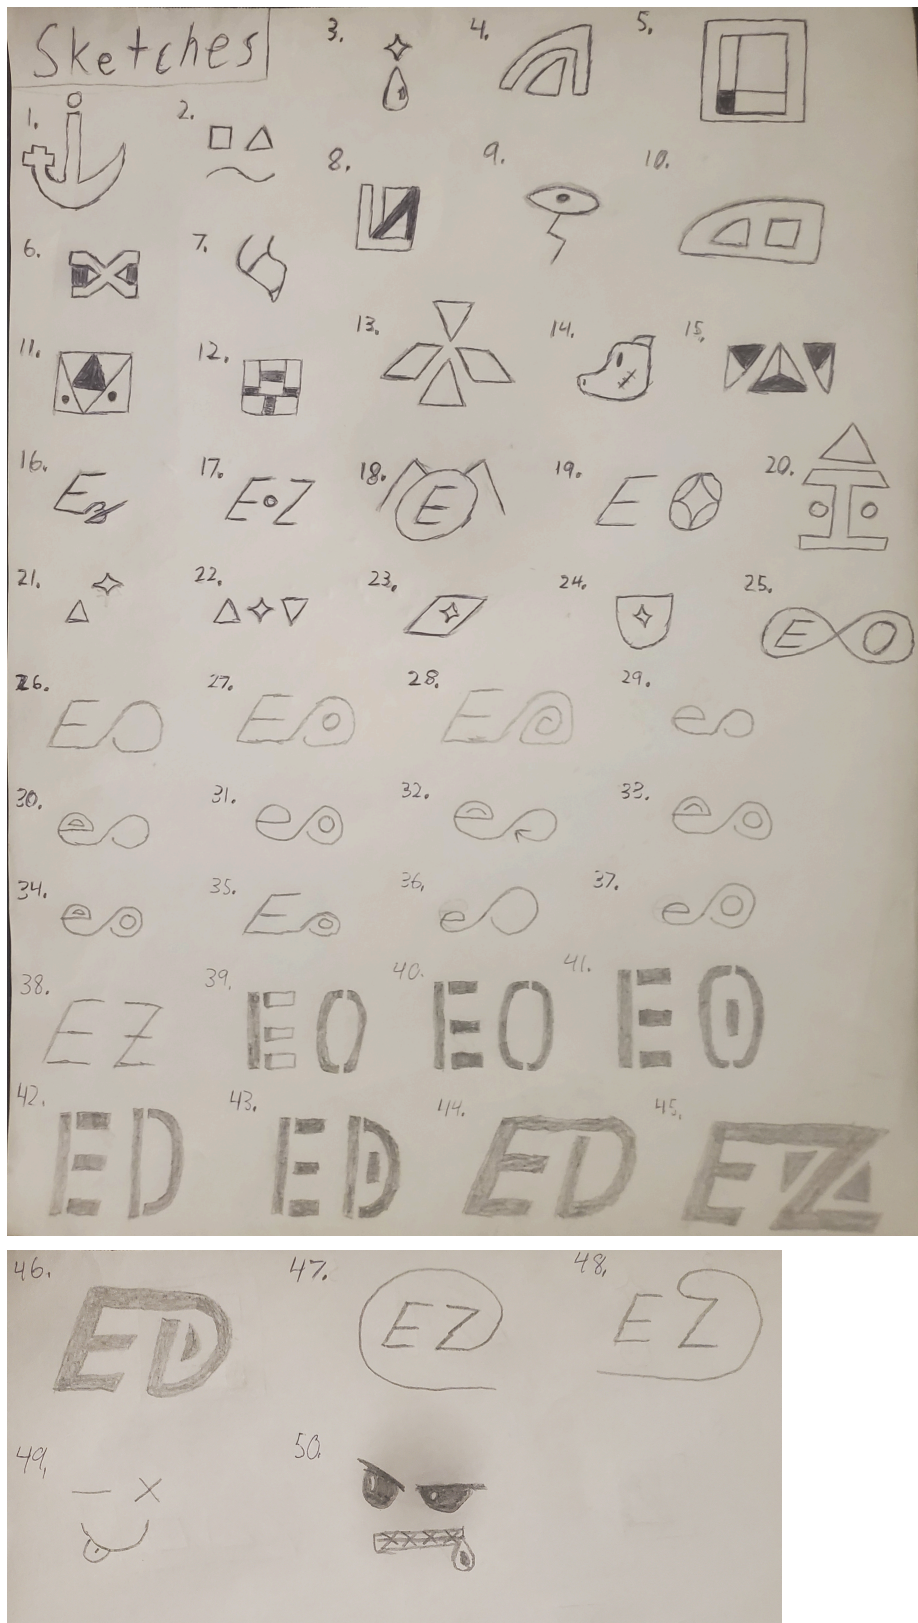 Sketches
1. 2. 3. 4. 5.
6. 7. 8. 9. 10.
11. 12. 13. 14. 15.
16. Ez 17. E∘Z 18. E 19. E 20.
21. 22. 23. 24. 25. EO
26. E 27. E 28. E 29. e
30. e 31. e 32. e 33. e
34. e 35. E 36. e 37. e
38. EZ 39. EO 40. EO 41. EO
42. ED 43. ED 44. ED 45. EZ
46. ED 47. EZ 48. EZ
49. 50.